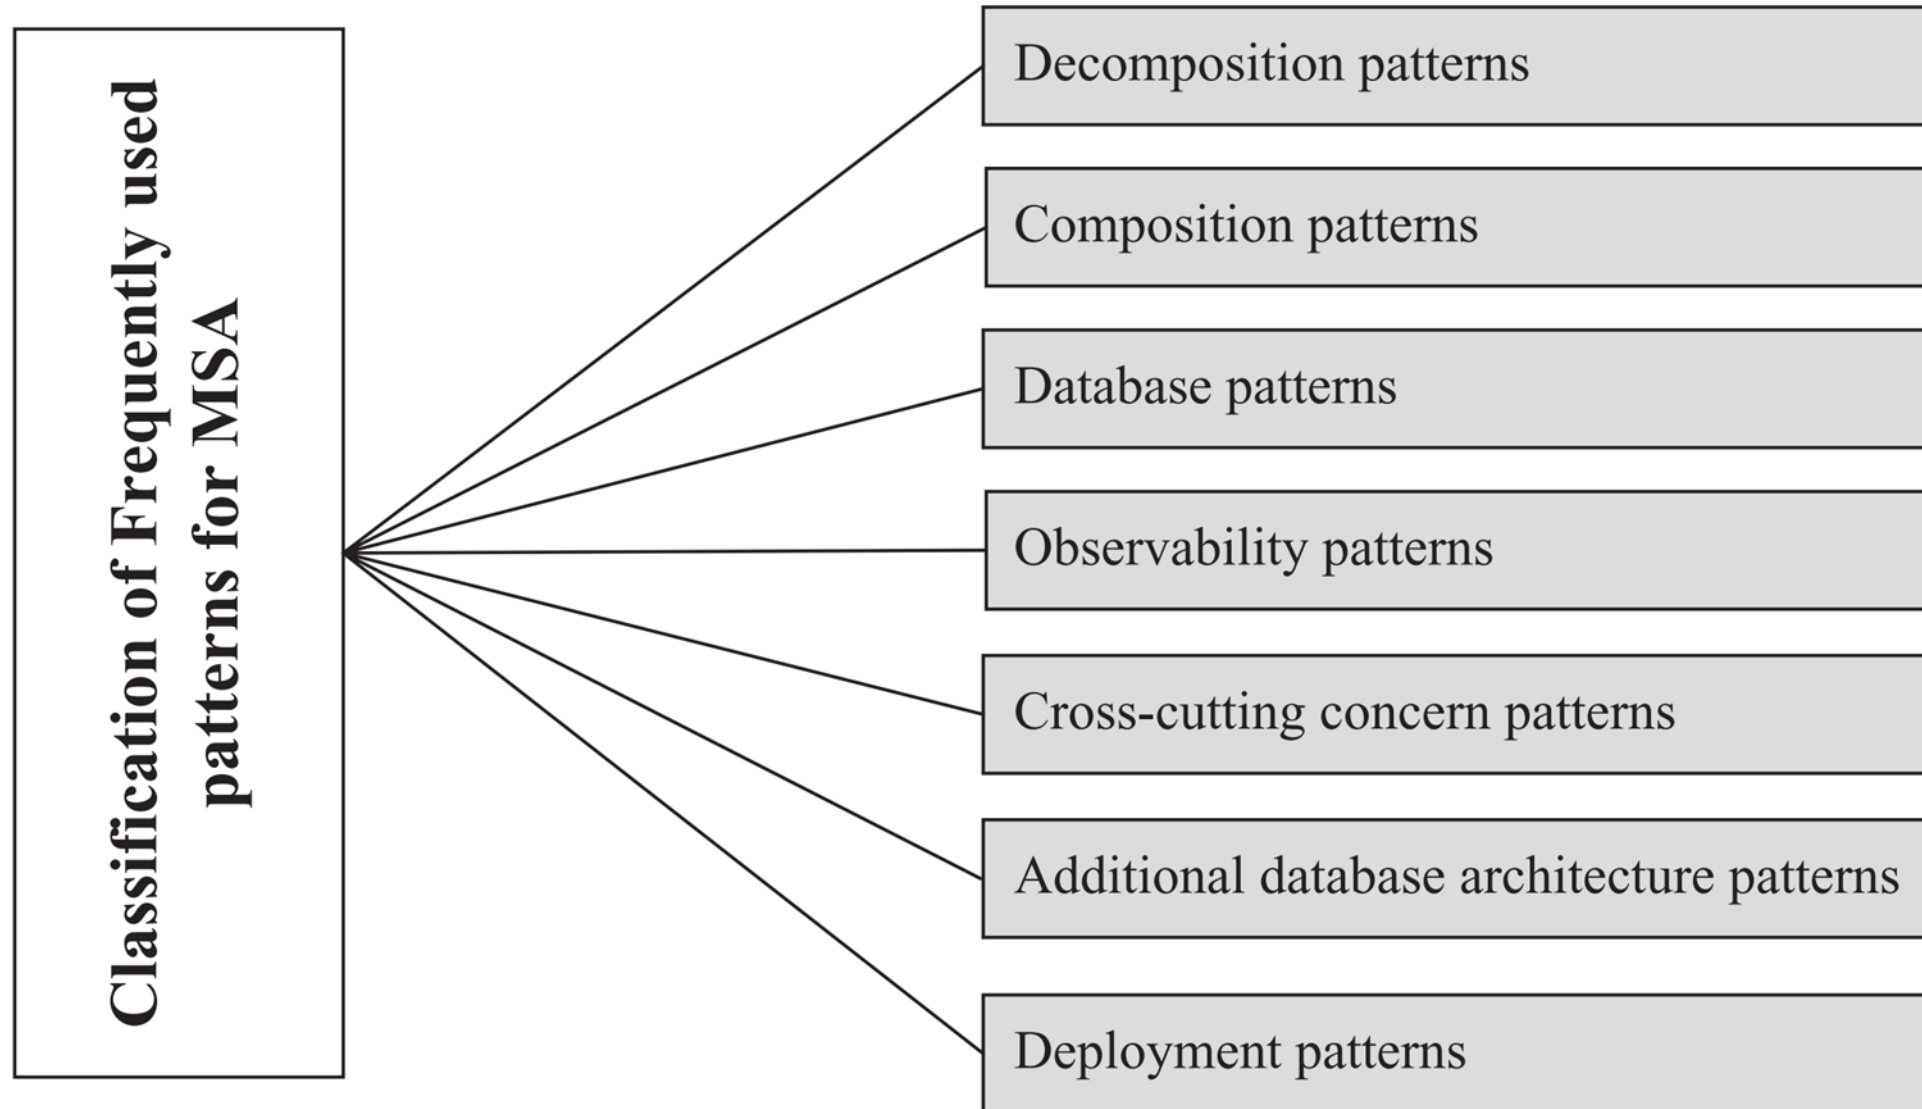 Classification of Frequently used
patterns for MSA
Decomposition patterns
Composition patterns
Database patterns
Observability patterns
Cross-cutting concern patterns
Additional database architecture patterns
Deployment patterns